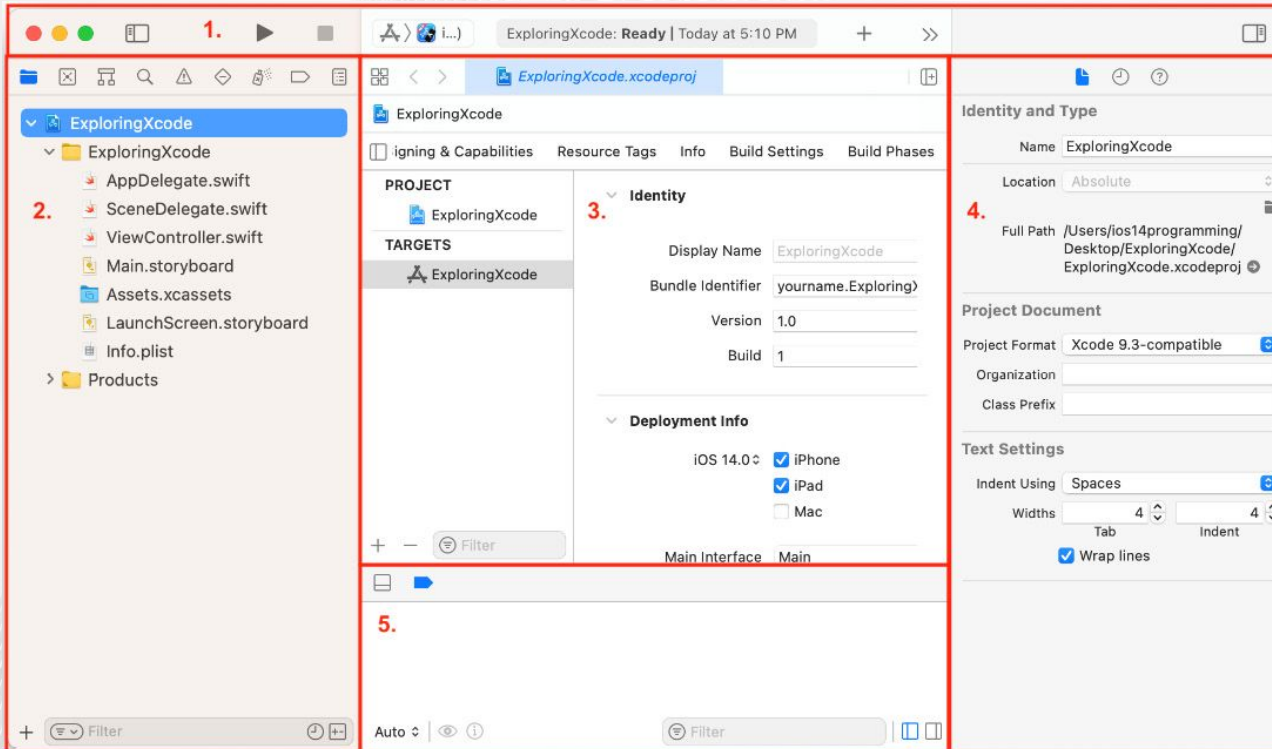 1.
i...)
ExploringXcode: Ready | Today at 5:10 PM
ExploringXcode
ExploringXcode
AppDelegate.swift
2.
SceneDelegate.swift
ViewController.swift
Main.storyboard
Assets.xcassets
LaunchScreen.storyboard
Info.plist
Products
Filter
ExploringXcode.xcodeproj
ExploringXcode
igning & Capabilities Resource Tags Info Build Settings Build Phases
PROJECT
ExploringXcode
TARGETS
ExploringXcode
Filter
3.
Identity
Display Name ExploringXcode
Bundle Identifier yourname.ExploringX
Version 1.0
Build 1
Deployment Info
iOS 14.0 iPhone
iPad
Mac
Main Interface Main
5.
Auto
Filter
Identity and Type
Name ExploringXcode
Location Absolute
4.
Full Path /Users/ios14programming/
Desktop/ExploringXcode/
ExploringXcode.xcodeproj
Project Document
Project Format Xcode 9.3-compatible
Organization
Class Prefix
Text Settings
Indent Using Spaces
Widths 4 4
Tab Indent
Wrap lines